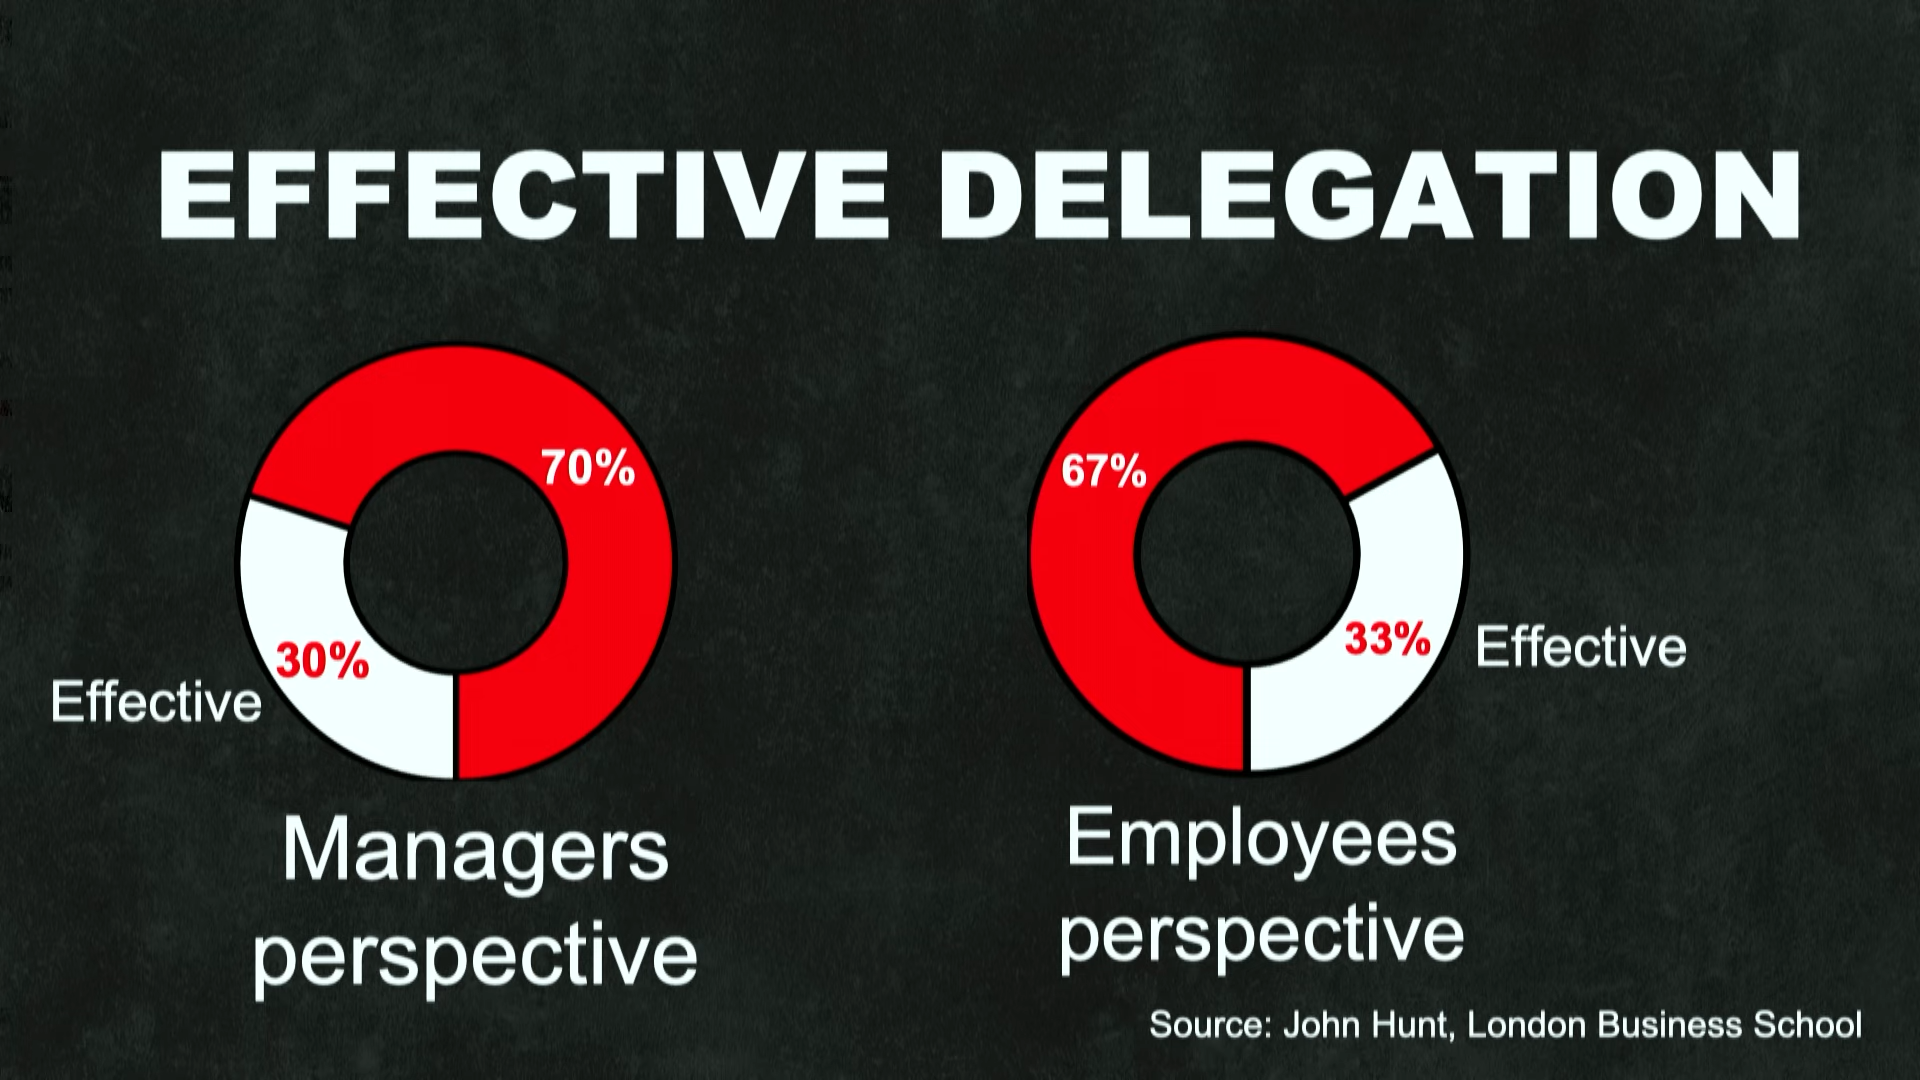 EFFECTIVE DELEGATION
70%
30%
Effective
Managers
perspective
67%
33%
Effective
Employees
perspective
Source: John Hunt, London Business School